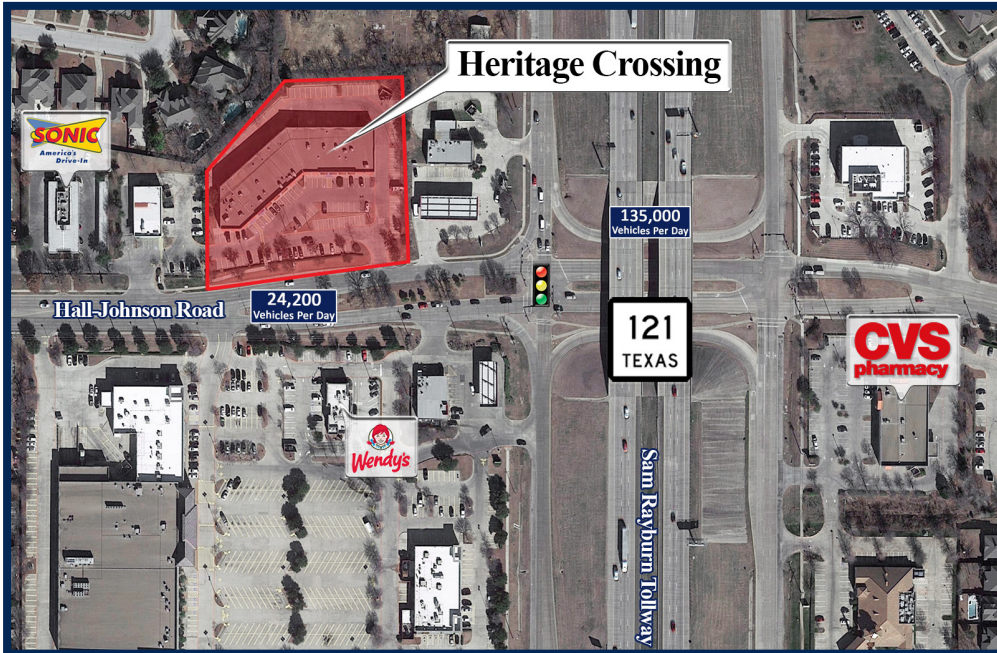 Heritage Crossing
SONIC
America's
Drive-In
135,000
Vehicles Per Day
24,200
Vehicles Per Day
Hall-Johnson Road
121
TEXAS
CVS
pharmacy
Wendy's
Sam Rayburn Tollway